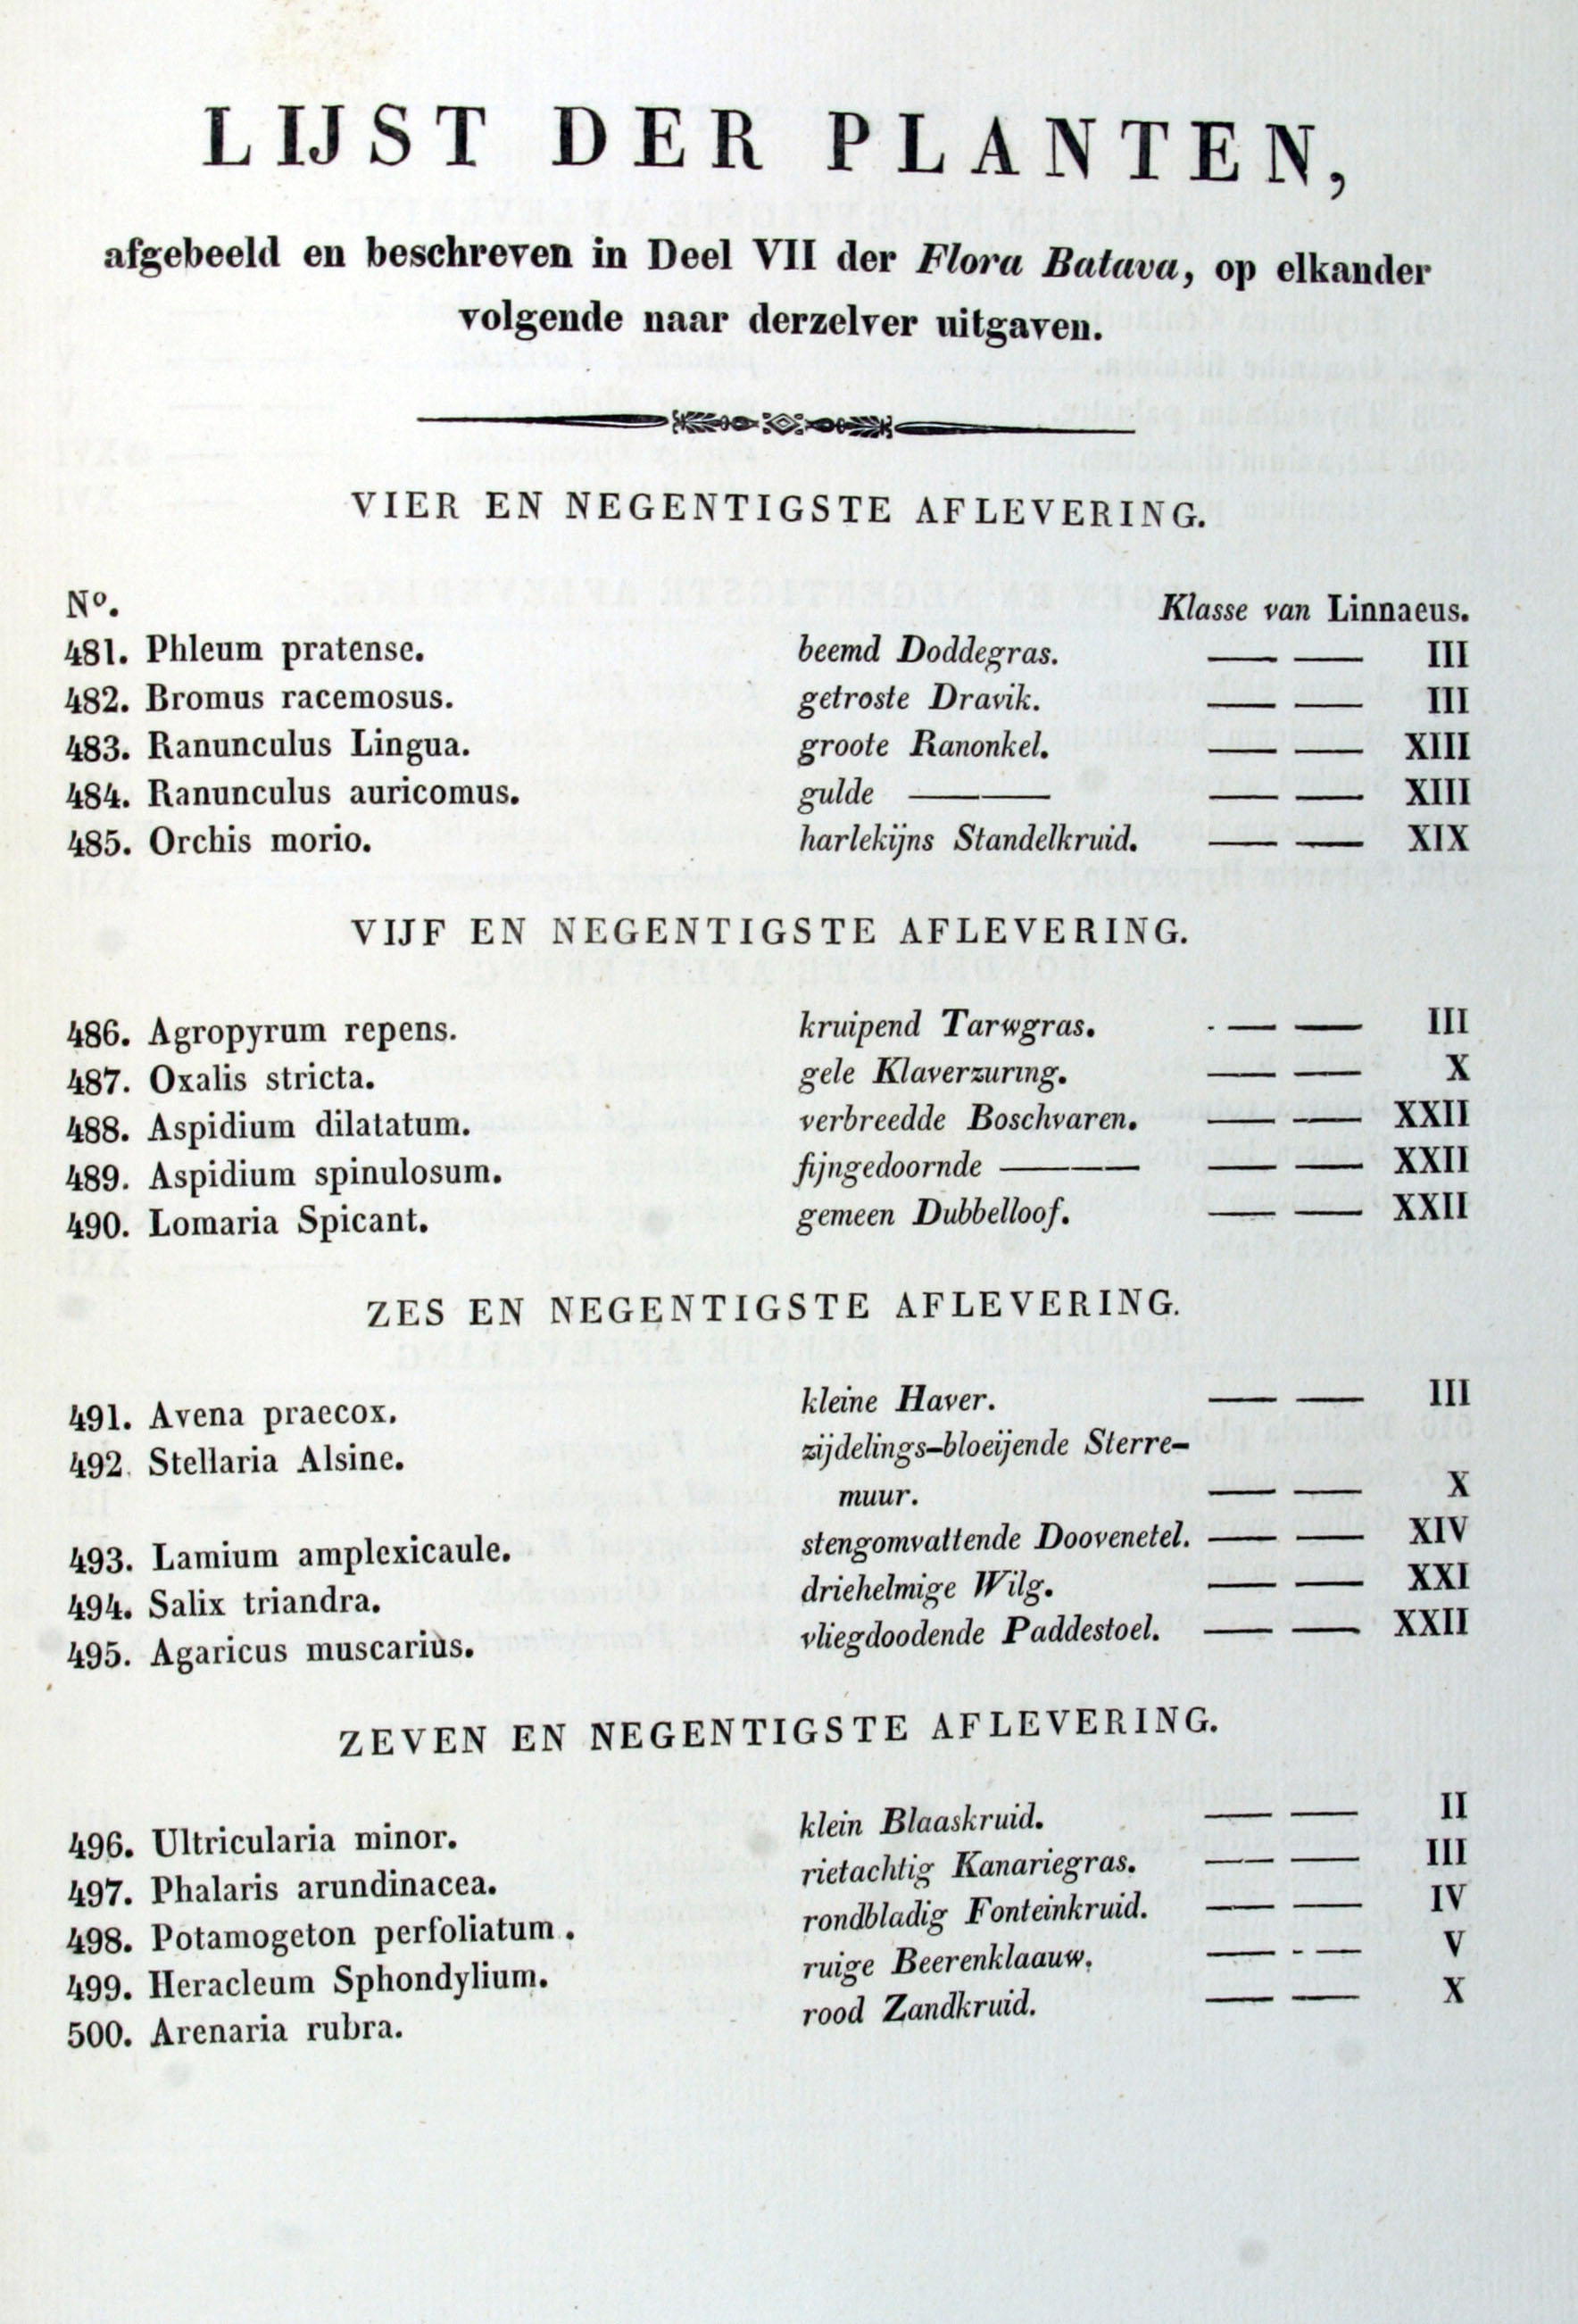 LIJST DER PLANTEN,
afgebeeld en beschreven in Deel VII der Flora Batava, op elkander
volgende naar derzelver uitgaven.
VIER EN NEGENTIGSTE AFLEVERING.
No. Klasse van Linnaeus.
481. Phleum pratense. beemd Doddegras. — — III
482. Bromus racemosus. getroste Dravik. — — III
483. Ranunculus Lingua. groote Ranonkel. — — XIII
484. Ranunculus auricomus. gulde —— — — XIII
485. Orchis morio. harlekijns Standelkruid. — — XIX
VIJF EN NEGENTIGSTE AFLEVERING.
486. Agropyrum repens. kruipend Tarwgras. — — III
487. Oxalis stricta. gele Klaverzuring. — — X
488. Aspidium dilatatum. verbreedde Boschvaren. — — XXII
489. Aspidium spinulosum. fijngedoornde —— — — XXII
490. Lomaria Spicant. gemeen Dubbelloof. — — XXII
ZES EN NEGENTIGSTE AFLEVERING.
491. Avena praecox. kleine Haver. — — III
492. Stellaria Alsine. zijdelings-bloeijende Sterre-
muur. — — X
493. Lamium amplexicaule. stengomvattende Doovenetel. — — XIV
494. Salix triandra. driehelmige Wilg. — — XXI
495. Agaricus muscarius. vliegdoodende Paddestoel. — — XXII
ZEVEN EN NEGENTIGSTE AFLEVERING.
496. Ultricularia minor. klein Blaaskruid. — — II
497. Phalaris arundinacea. rietachtig Kanariegras. — — III
498. Potamogeton perfoliatum. rondbladig Fonteinkruid. — — IV
499. Heracleum Sphondylium. ruige Beerenklaauw. — — V
500. Arenaria rubra. rood Zandkruid. — — X